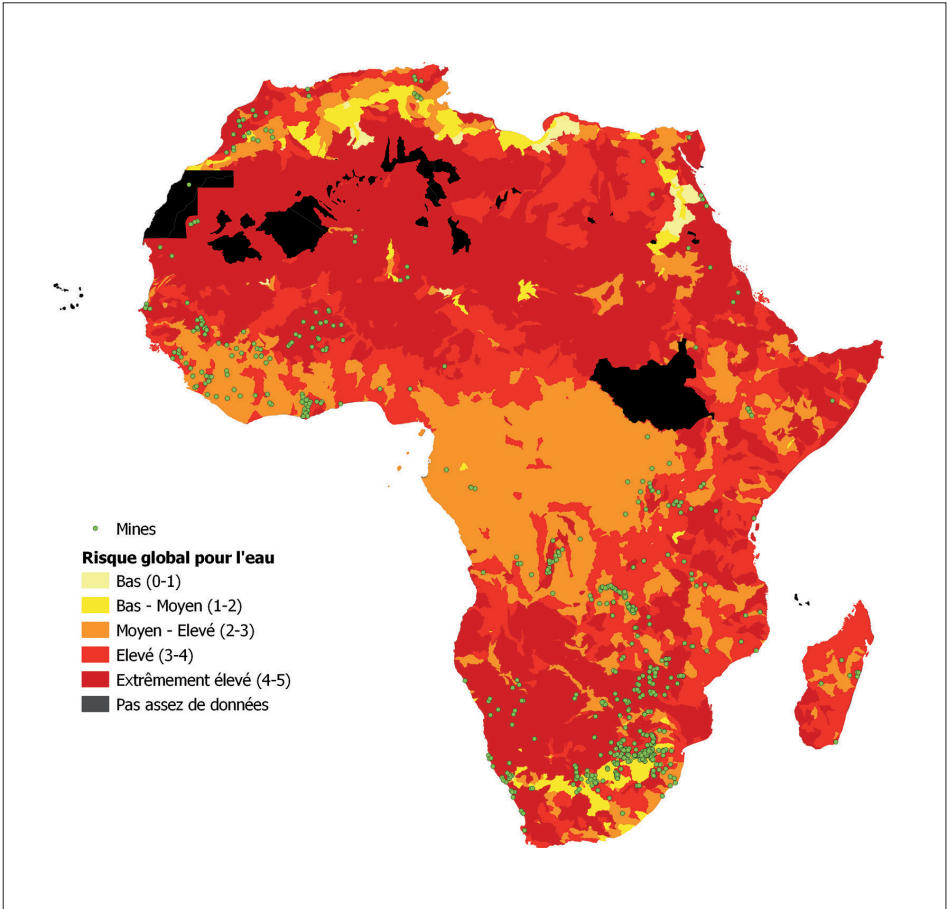 Mines
Risque global pour l'eau
Bas (0-1)
Bas - Moyen (1-2)
Moyen - Elevé (2-3)
Elevé (3-4)
Extrêmement élevé (4-5)
Pas assez de données